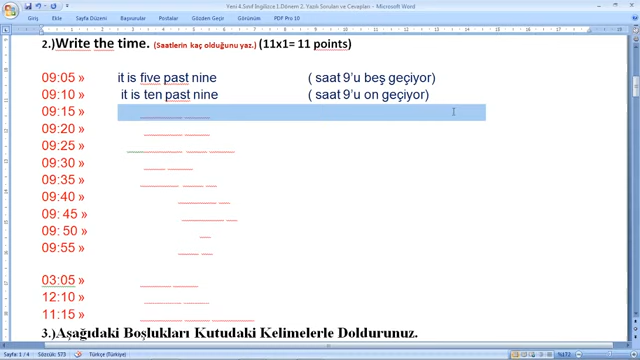 Yeni 4.Sınıf İngilizce 1.Dönem 2. Yazılı Soruları ve Cevapları - Microsoft Word
Giriş Ekle Sayfa Düzeni Başvurular Postalar Gözden Geçir Görünüm PDF Pro 10
2.)Write the time. (Saatlerin kaç olduğunu yaz.) (11x1= 11 points)
09:05 » it is five past nine ( saat 9'u beş geçiyor)
09:10 » it is ten past nine ( saat 9'u on geçiyor)
09:15 »
09:20 »
09:25 »
09:30 »
09:35 »
09:40 »
09: 45 »
09: 50 »
09:55 »
03:05 »
12:10 »
11:15 »
3.)Aşağıdaki Boşlukları Kutudaki Kelimelerle Doldurunuz.
Sayfa: 1 / 4 Sözcük: 573 Türkçe (Türkiye) %172